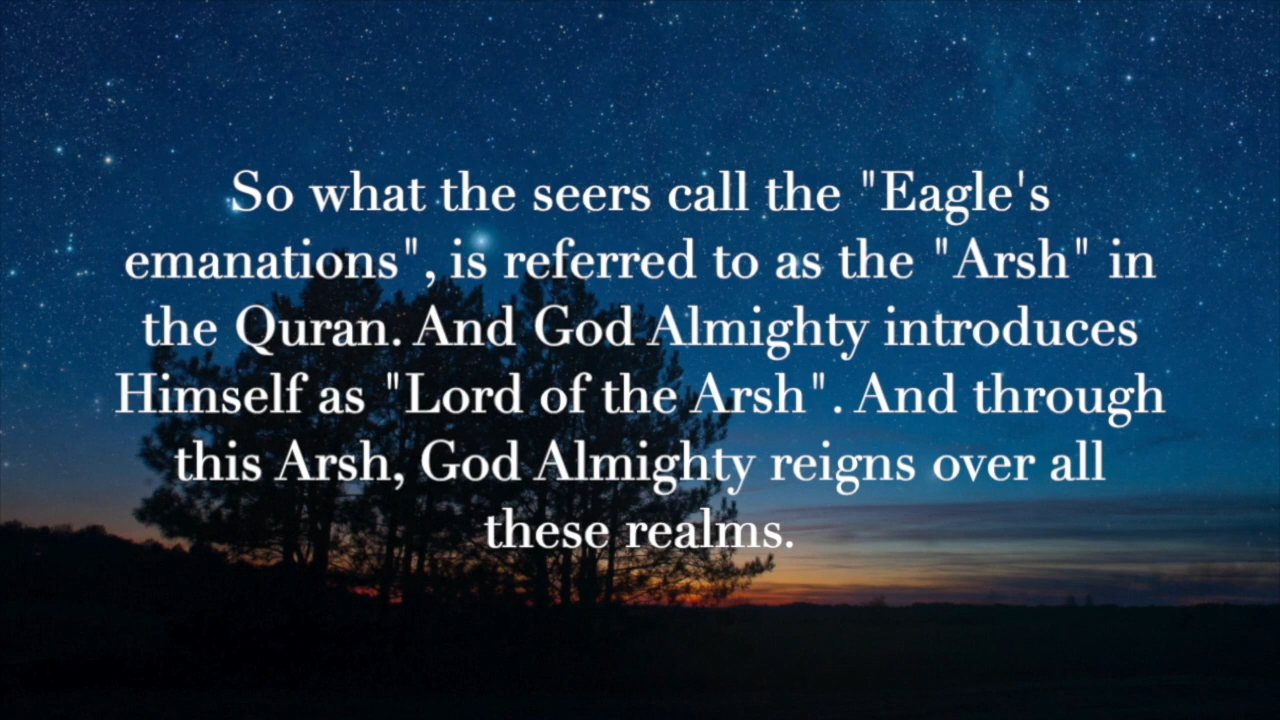 So what the seers call the "Eagle's
emanations", is referred to as the "Arsh" in
the Quran. And God Almighty introduces
Himself as "Lord of the Arsh". And through
this Arsh, God Almighty reigns over all
these realms.